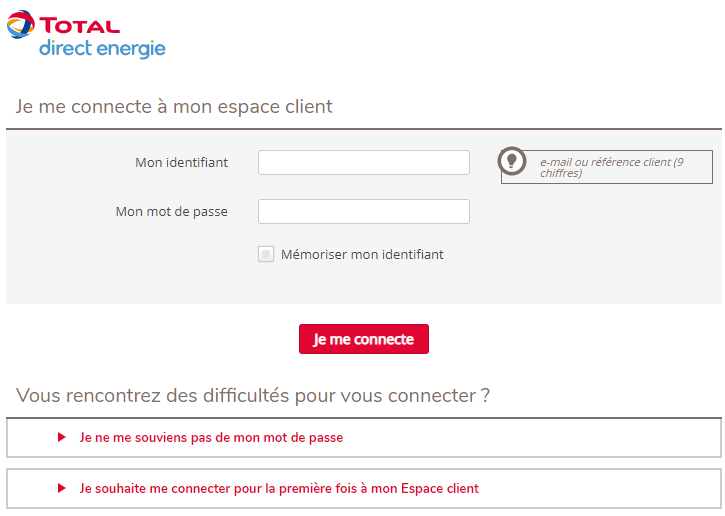 TOTAL
direct energie
Je me connecte à mon espace client
Mon identifiant
e-mail ou référence client (9
chiffres)
Mon mot de passe
Mémoriser mon identifiant
Je me connecte
Vous rencontrez des difficultés pour vous connecter ?
Je ne me souviens pas de mon mot de passe
Je souhaite me connecter pour la première fois à mon Espace client